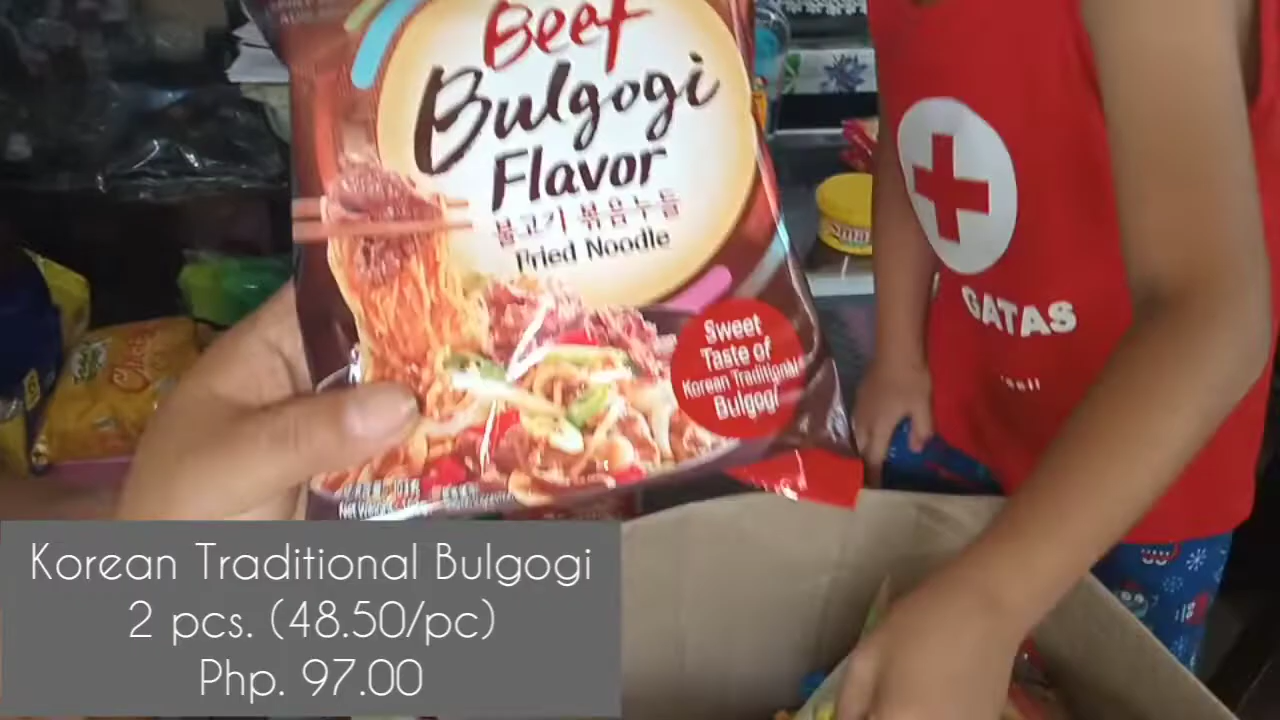 Beef
Bulgogi
Flavor
불고기 볶음누들
Fried Noodle
Sweet
Taste of
Korean Traditional
Bulgogi
GATAS
Korean Traditional Bulgogi
2 pcs. (48.50/pc)
Php. 97.00